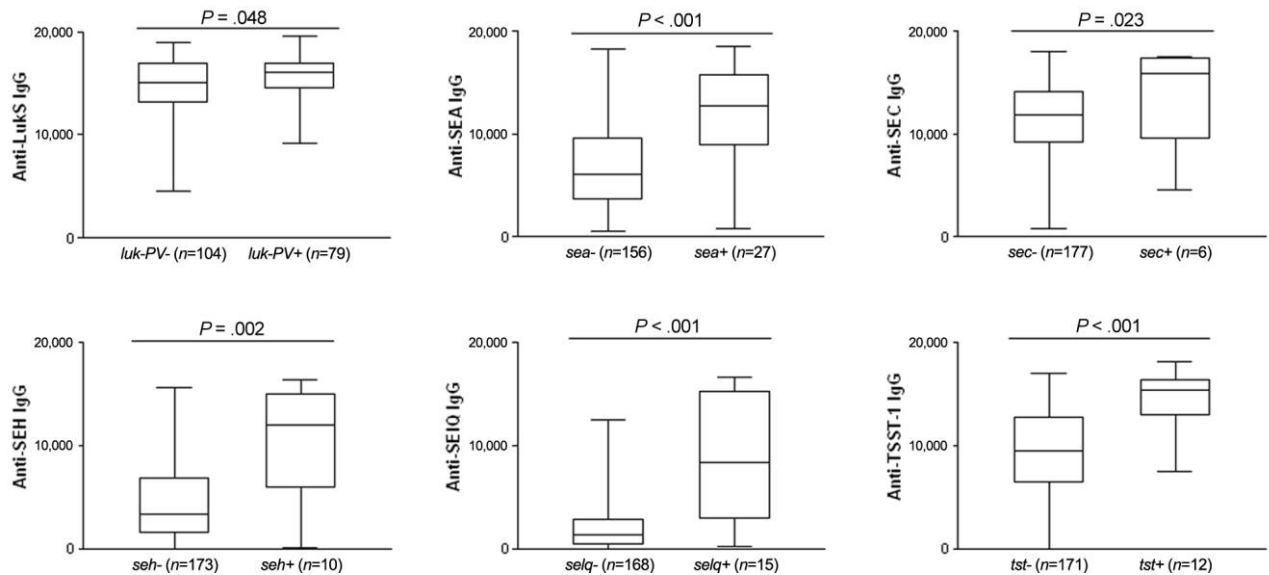 P = .048
20,000
10,000
0
Anti-LukS IgG
luk-PV- (n=104) luk-PV+ (n=79)
P < .001
20,000
10,000
0
Anti-SEA IgG
sea- (n=156) sea+ (n=27)
P = .023
20,000
10,000
0
Anti-SEC IgG
sec- (n=177) sec+ (n=6)
P = .002
20,000
10,000
0
Anti-SEH IgG
seh- (n=173) seh+ (n=10)
P < .001
20,000
10,000
0
Anti-SElQ IgG
selq- (n=168) selq+ (n=15)
P < .001
20,000
10,000
0
Anti-TSST-1 IgG
tst- (n=171) tst+ (n=12)